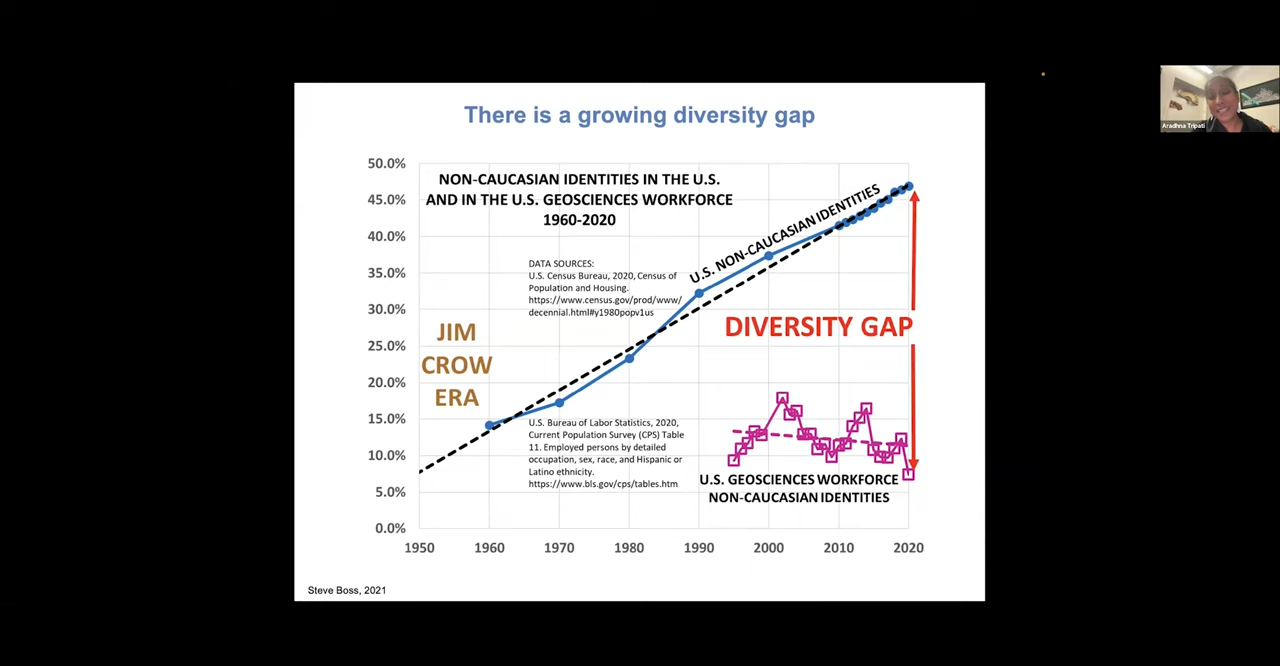 Aradhna Tripati
There is a growing diversity gap
50.0%
45.0%
40.0%
35.0%
30.0%
25.0%
20.0%
15.0%
10.0%
5.0%
0.0%
NON-CAUCASIAN IDENTITIES IN THE U.S.
AND IN THE U.S. GEOSCIENCES WORKFORCE
1960-2020
U.S. NON-CAUCASIAN IDENTITIES
DATA SOURCES:
U.S. Census Bureau, 2020, Census of
Population and Housing.
https://www.census.gov/prod/www/
decennial.html#y1980popv1us
JIM
CROW
ERA
DIVERSITY GAP
U.S. Bureau of Labor Statistics, 2020,
Current Population Survey (CPS) Table
11. Employed persons by detailed
occupation, sex, race, and Hispanic or
Latino ethnicity.
https://www.bls.gov/cps/tables.htm
U.S. GEOSCIENCES WORKFORCE
NON-CAUCASIAN IDENTITIES
1950 1960 1970 1980 1990 2000 2010 2020
Steve Boss, 2021